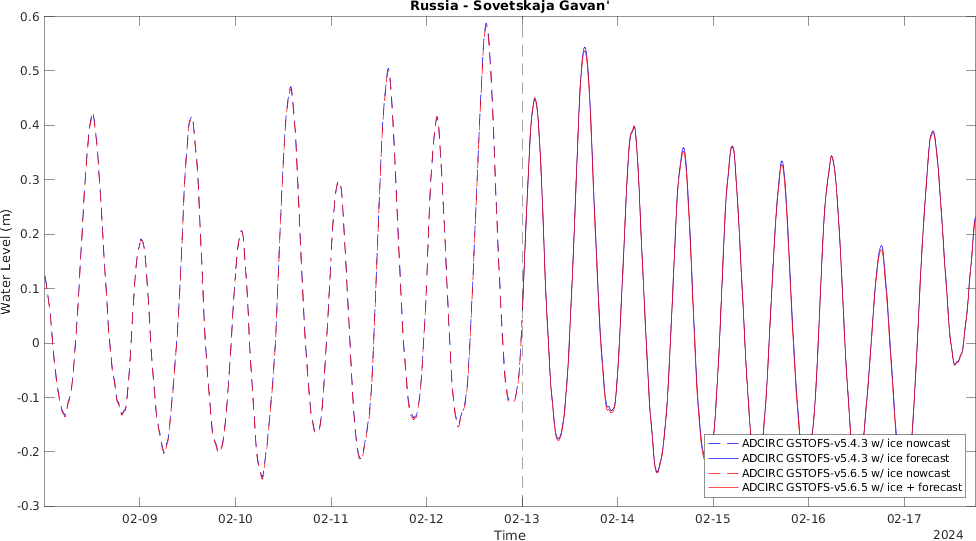 Russia - Sovetskaja Gavan'
0.6
0.5
0.4
0.3
0.2
0.1
0
-0.1
-0.2
-0.3
Water Level (m)
ADCIRC GSTOFS-v5.4.3 w/ ice nowcast
ADCIRC GSTOFS-v5.4.3 w/ ice forecast
ADCIRC GSTOFS-v5.6.5 w/ ice nowcast
ADCIRC GSTOFS-v5.6.5 w/ ice + forecast
02-09 02-10 02-11 02-12 02-13 02-14 02-15 02-16 02-17
Time
2024